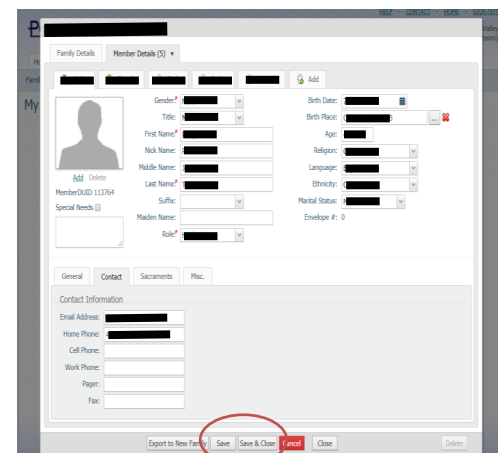 HELP - CONTACT - HOME - SIGN OUT
P
Valley
Family Details Member Details (5) ▾
Add
My
Gender:* Birth Date:
Title: Birth Place: ...
First Name:* Age:
Nick Name: Religion:
Middle Name: Language:
Add Delete Last Name:* Ethnicity:
MemberDUID 113764 Suffix: Marital Status:
Special Needs Maiden Name: Envelope #: 0
Role:*
General Contact Sacraments Misc.
Contact Information
Email Address:
Home Phone:
Cell Phone:
Work Phone:
Pager:
Fax:
Export to New Family Save Save & Close Cancel Close Delete